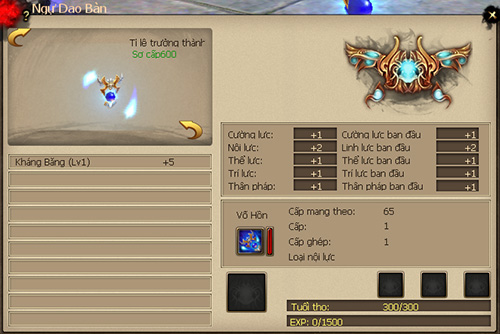 Ngự Dao Bàn
?
Tỉ lệ trưởng thành
Sơ cấp600
Kháng Băng (Lv1) +5
Cường lực: +1 Cường lực ban đầu +1
Nội lực: +2 Linh lực ban đầu +2
Thể lực: +1 Thể lực ban đầu +1
Trí lực: +1 Trí lực ban đầu +1
Thân pháp: +1 Thân pháp ban đầu +1
Võ Hồn
Cấp mang theo: 65
Cấp: 1
Cấp ghép: 1
Loại nội lực
Tuổi thọ: 300/300
EXP: 0/1500